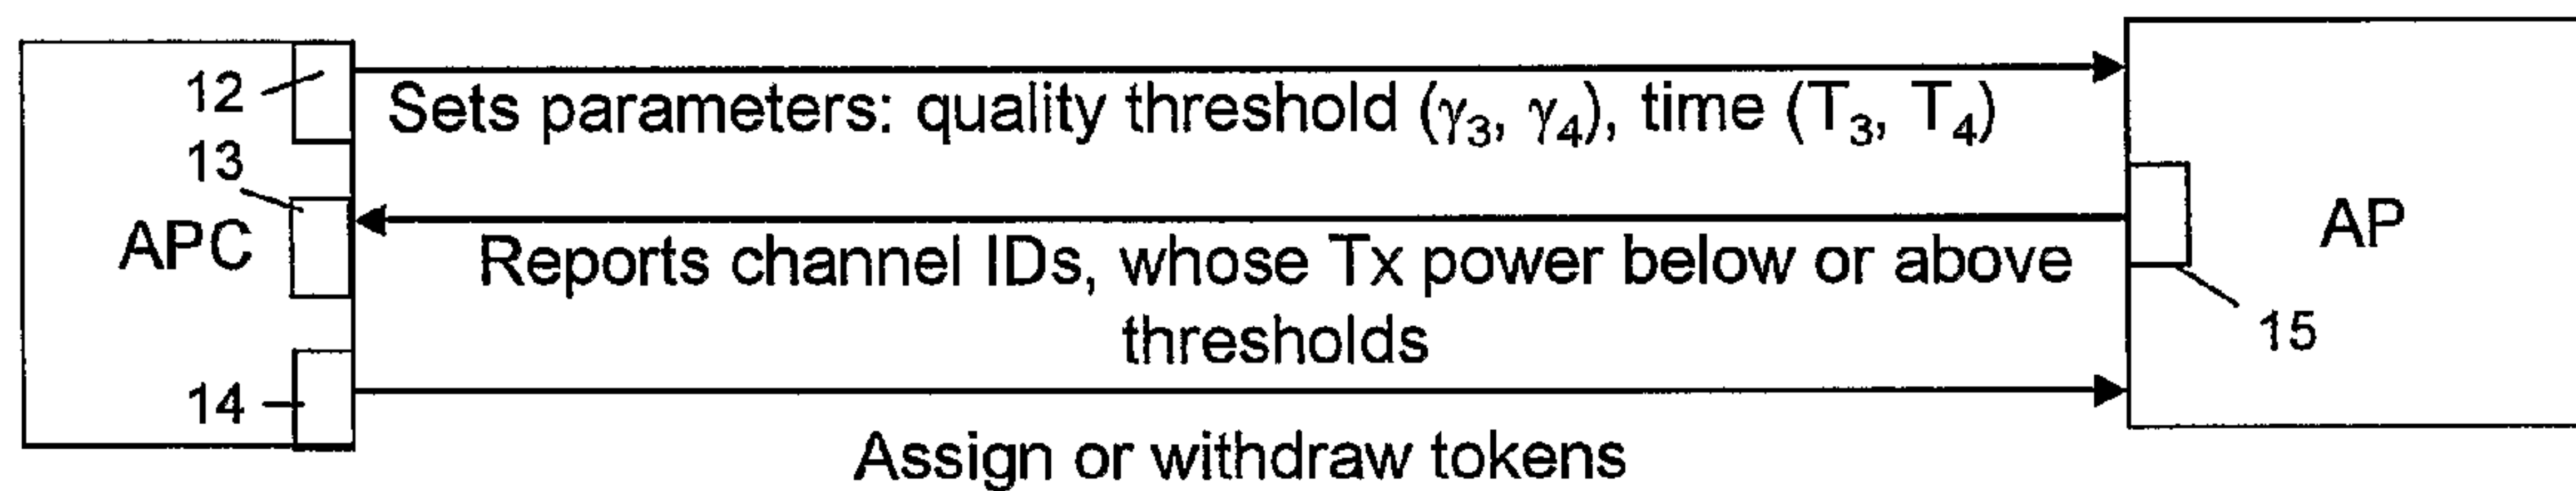 12
Sets parameters: quality threshold (γ₃, γ₄), time (T₃, T₄)
13
APC
Reports channel IDs, whose Tx power below or above
thresholds
AP
15
14
Assign or withdraw tokens